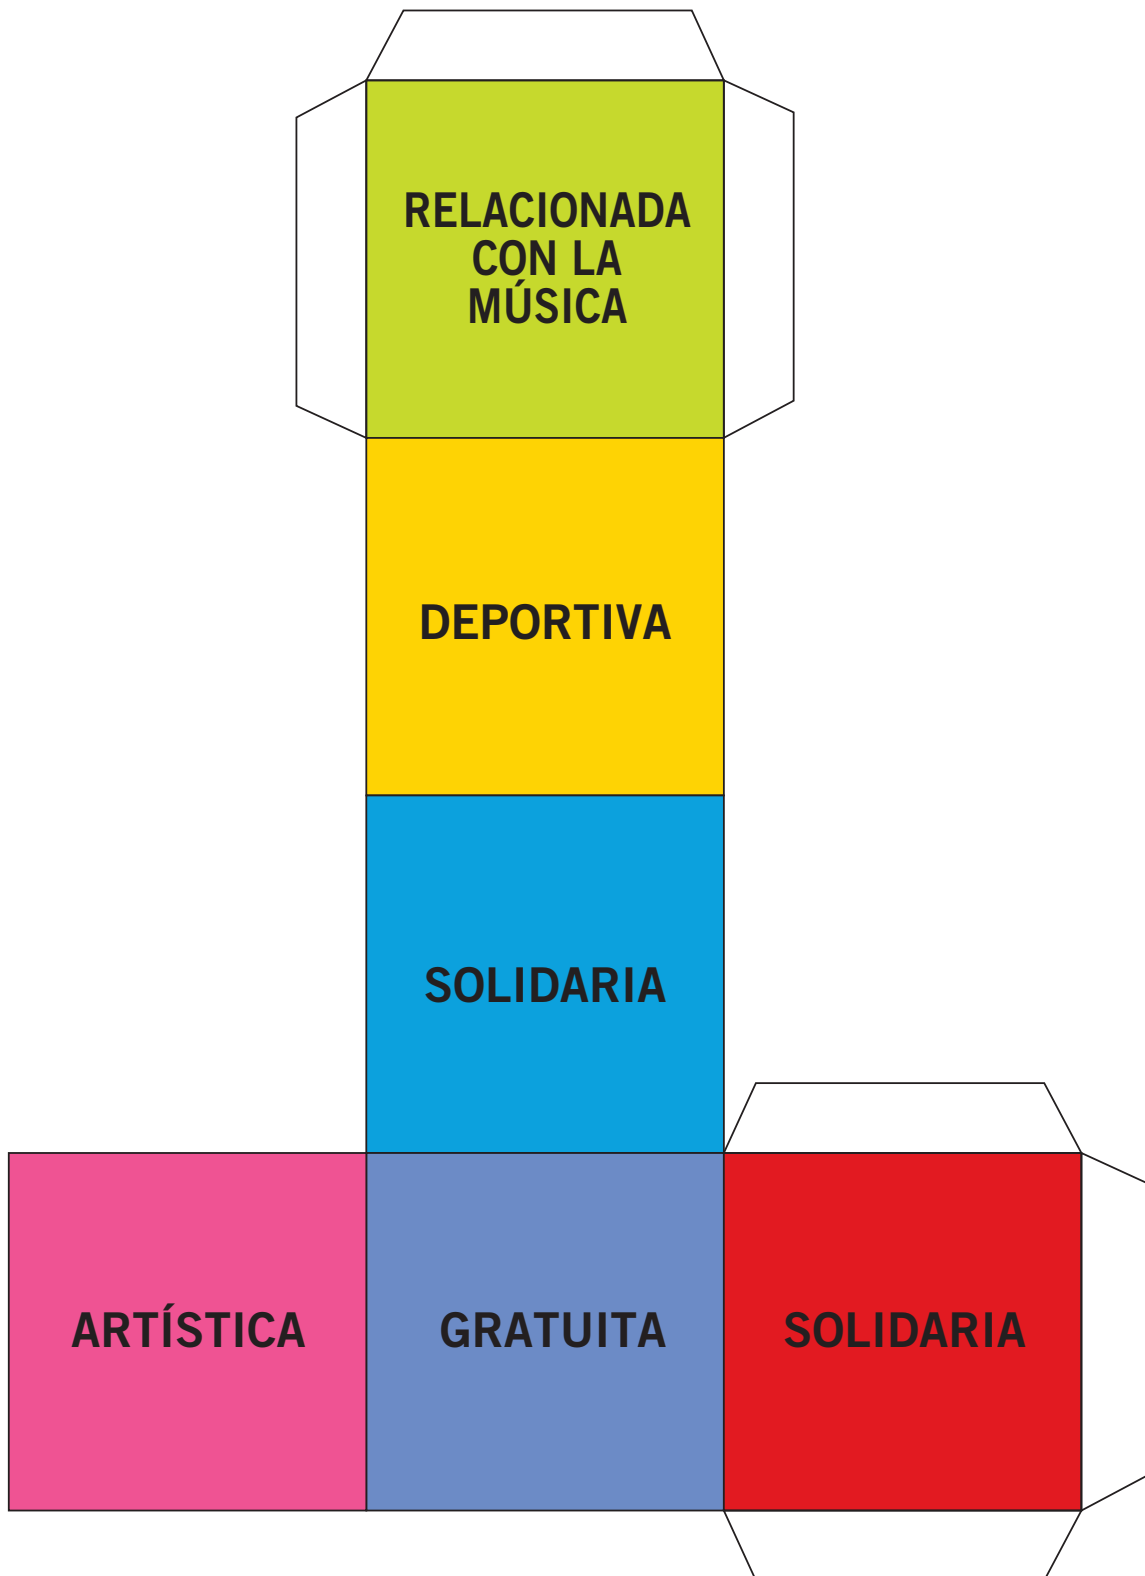 RELACIONADA
CON LA
MÚSICA
DEPORTIVA
SOLIDARIA
ARTÍSTICA
GRATUITA
SOLIDARIA